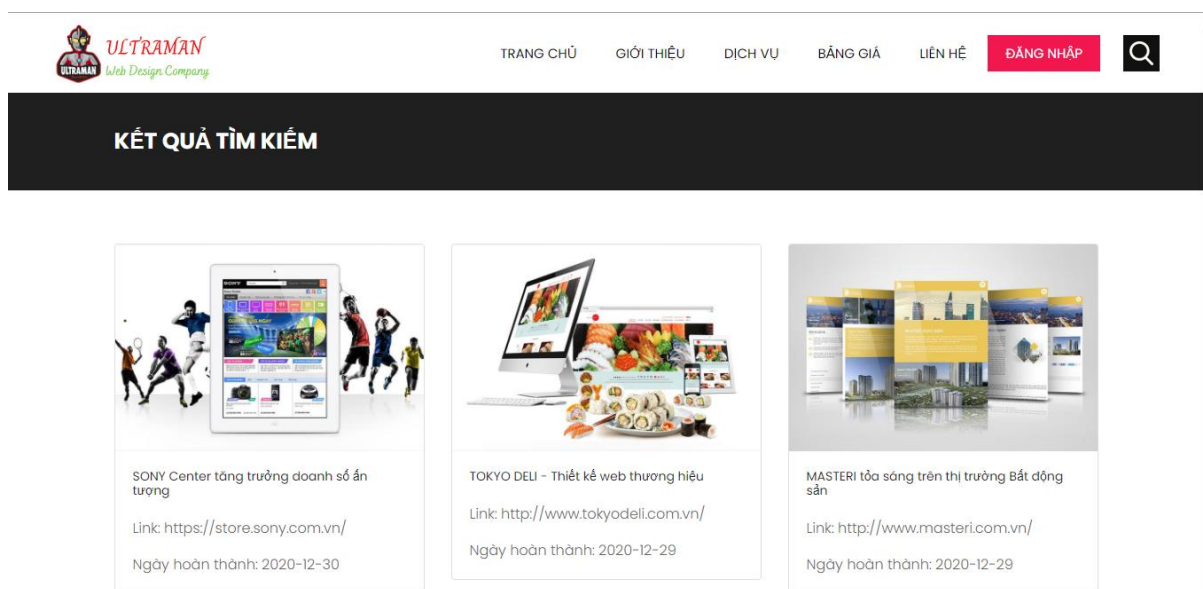 ULTRAMAN
ULTRAMAN
Web Design Company
TRANG CHỦ GIỚI THIỆU DỊCH VỤ BẢNG GIÁ LIÊN HỆ ĐĂNG NHẬP
KẾT QUẢ TÌM KIẾM
SONY
SONY Center tăng trưởng doanh số ấn
tượng
Link: https://store.sony.com.vn/
Ngày hoàn thành: 2020-12-30
TOKYO DELI - Thiết kế web thương hiệu
Link: http://www.tokyodeli.com.vn/
Ngày hoàn thành: 2020-12-29
MASTERI tỏa sáng trên thị trường Bất động
sản
Link: http://www.masteri.com.vn/
Ngày hoàn thành: 2020-12-29